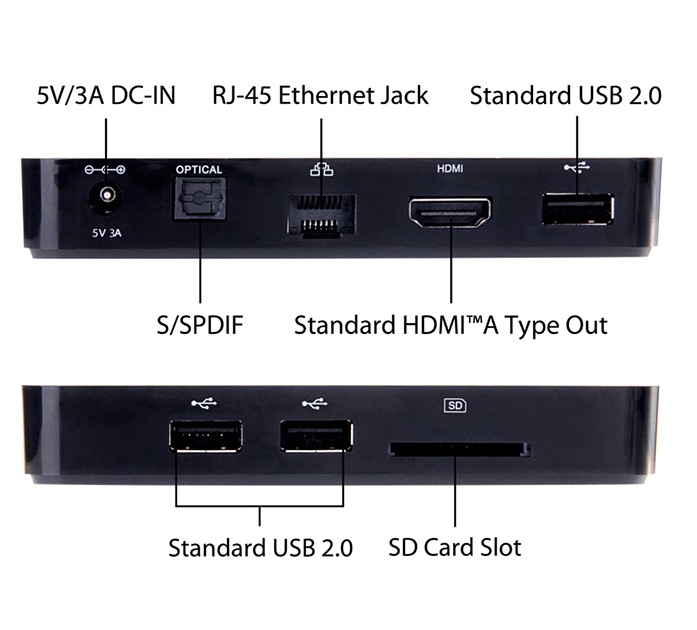 5V/3A DC-IN
RJ-45 Ethernet Jack
Standard USB 2.0
OPTICAL
HDMI
5V 3A
S/SPDIF
Standard HDMI™A Type Out
SD
Standard USB 2.0
SD Card Slot